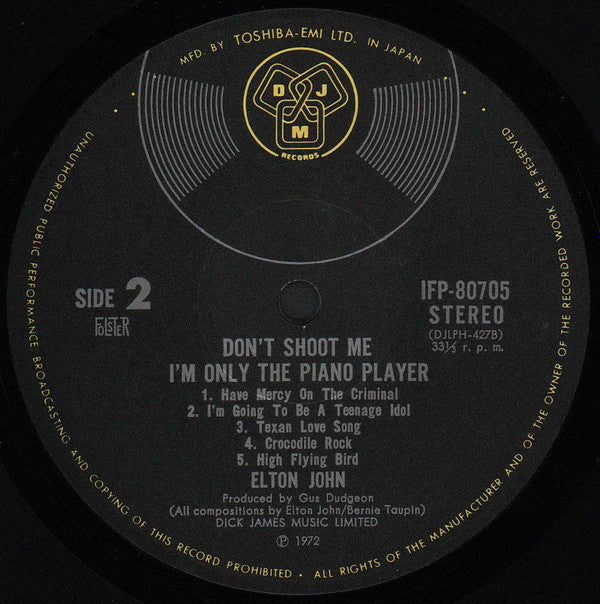 MFD. BY TOSHIBA-EMI LTD. IN JAPAN
D J
M
RECORDS
SIDE 2
FOLSTER
IFP-80705
STEREO
(DJLPH-427B)
33⅓ r. p. m.
DON'T SHOOT ME
I'M ONLY THE PIANO PLAYER
1. Have Mercy On The Criminal
2. I'm Going To Be A Teenage Idol
3. Texan Love Song
4. Crocodile Rock
5. High Flying Bird
ELTON JOHN
Produced by Gus Dudgeon
(All compositions by Elton John/Bernie Taupin)
DICK JAMES MUSIC LIMITED
Ⓟ 1972
UNAUTHORIZED PUBLIC PERFORMANCE, BROADCASTING AND COPYING OF THIS RECORD PROHIBITED • ALL RIGHTS OF THE MANUFACTURER AND OF THE OWNER OF THE RECORDED WORK ARE RESERVED